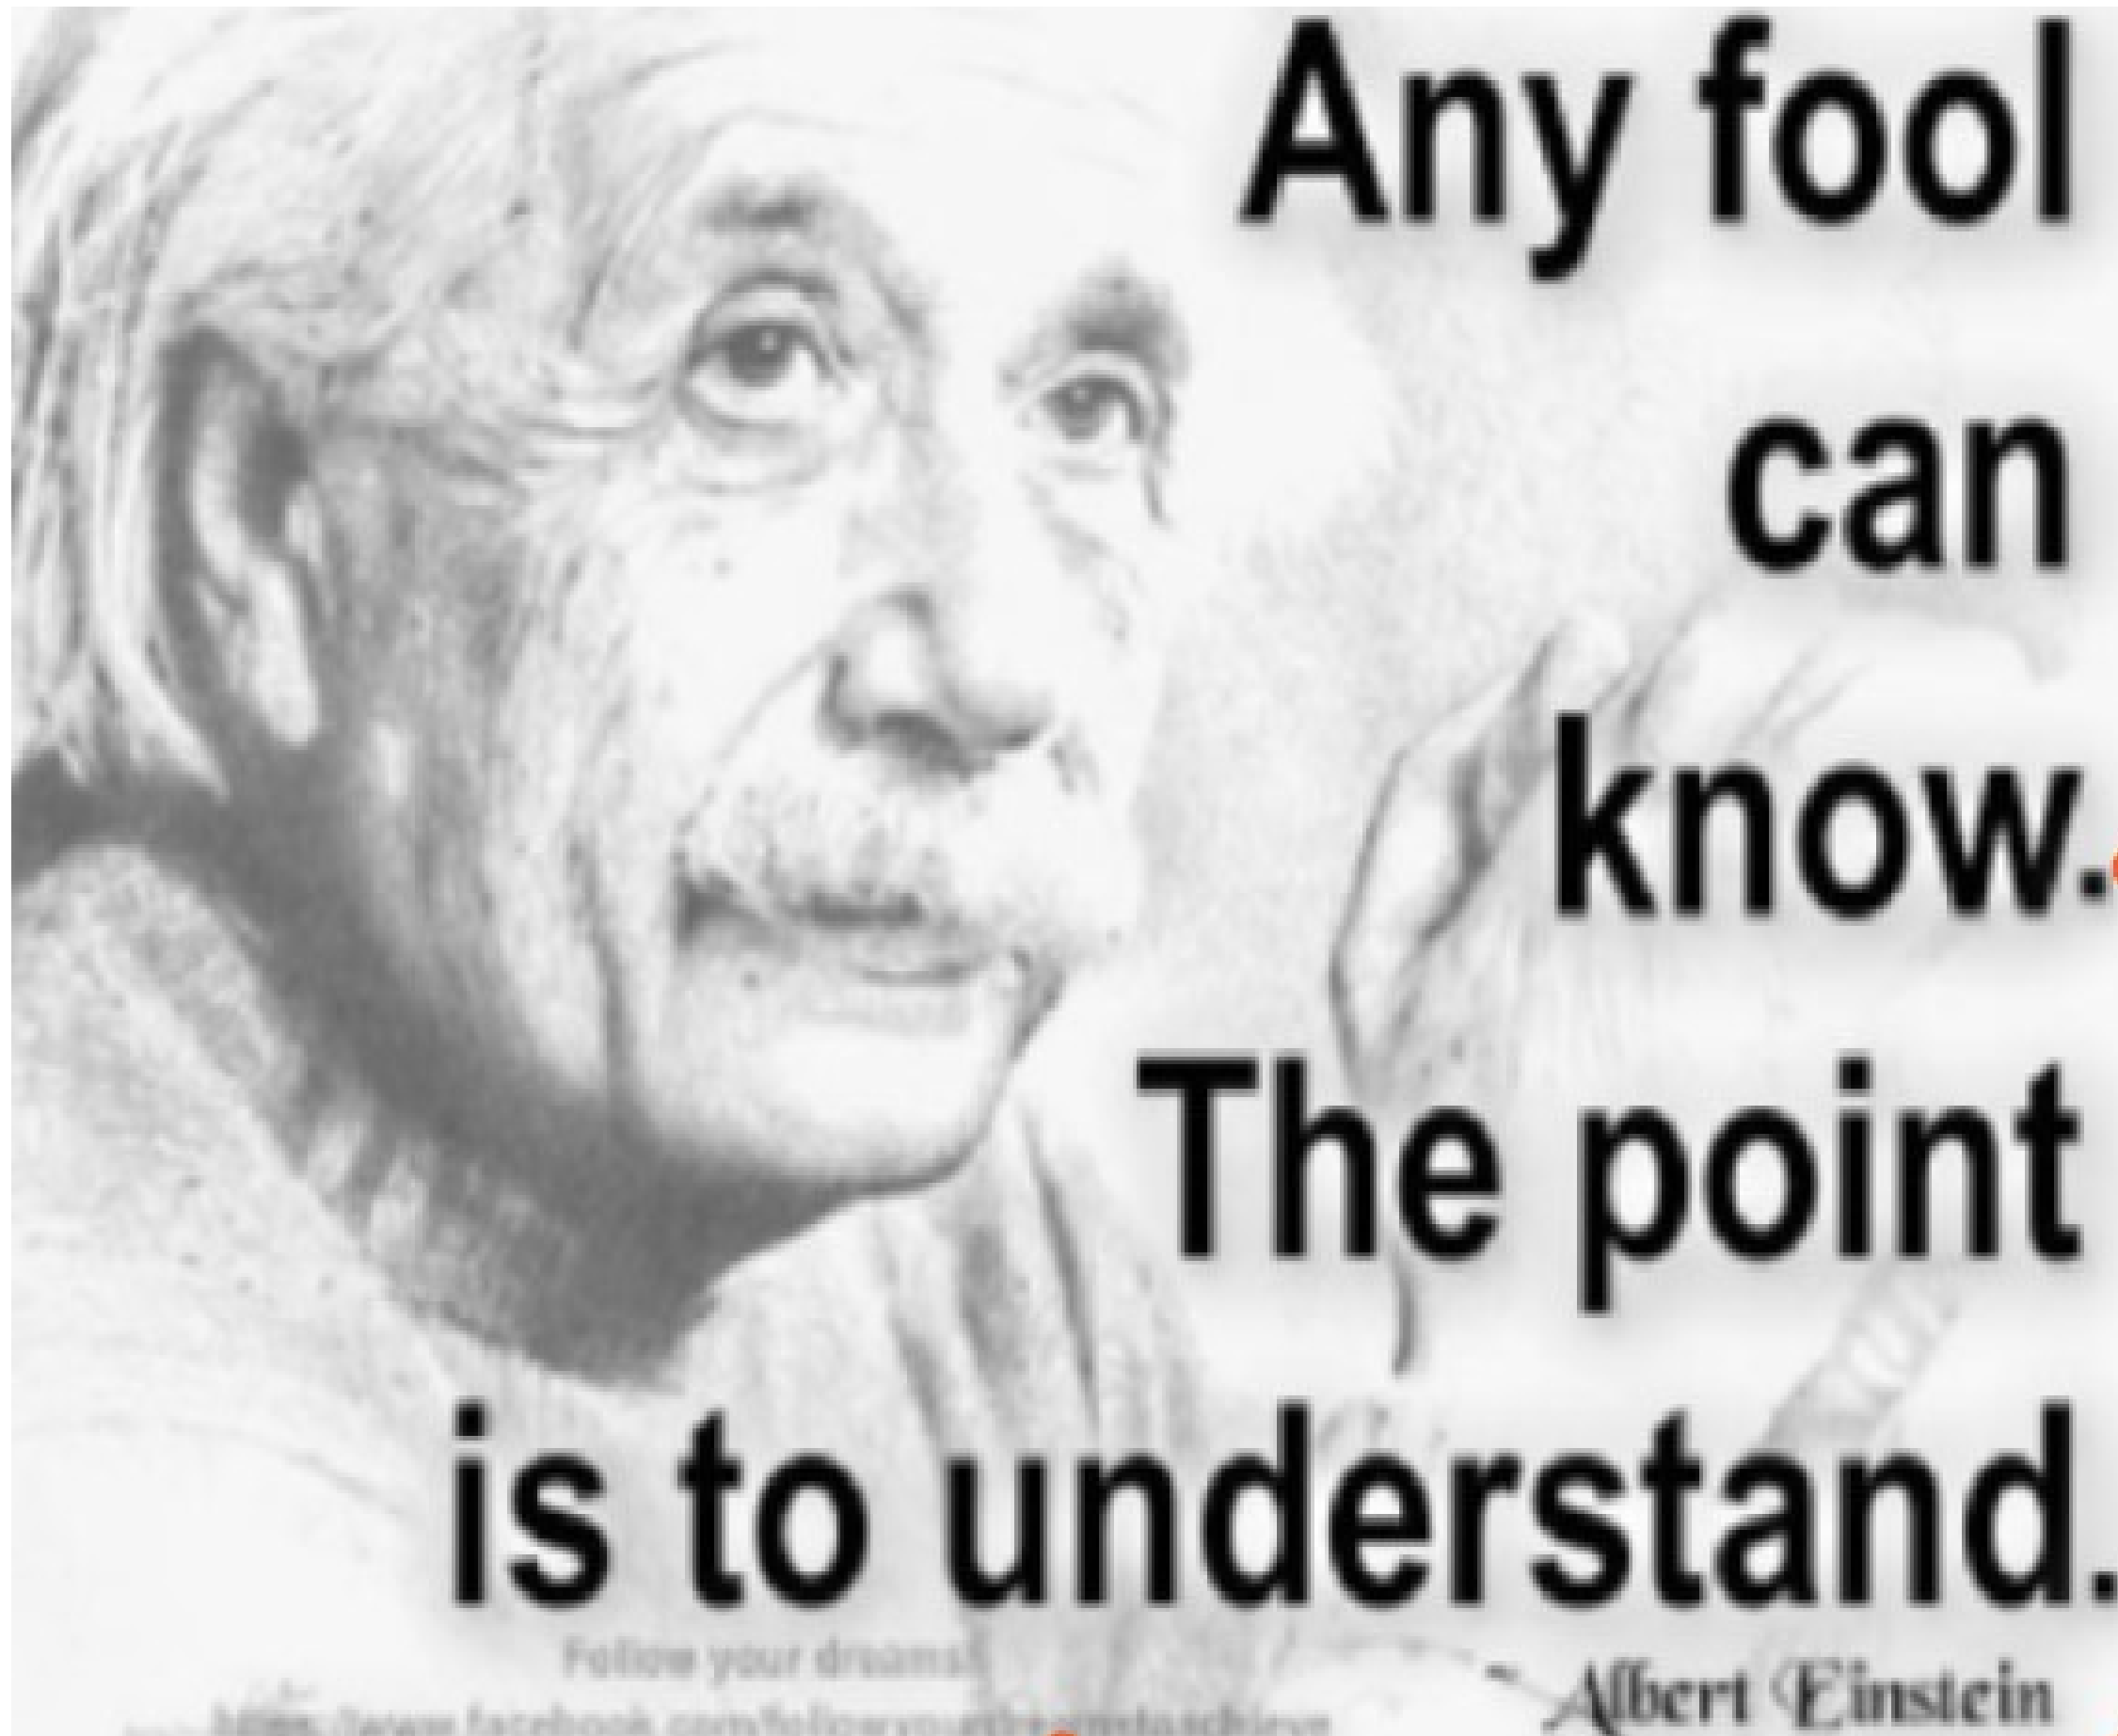 Any fool
can
know.
The point
is to understand.
Follow your dreams
Albert Einstein